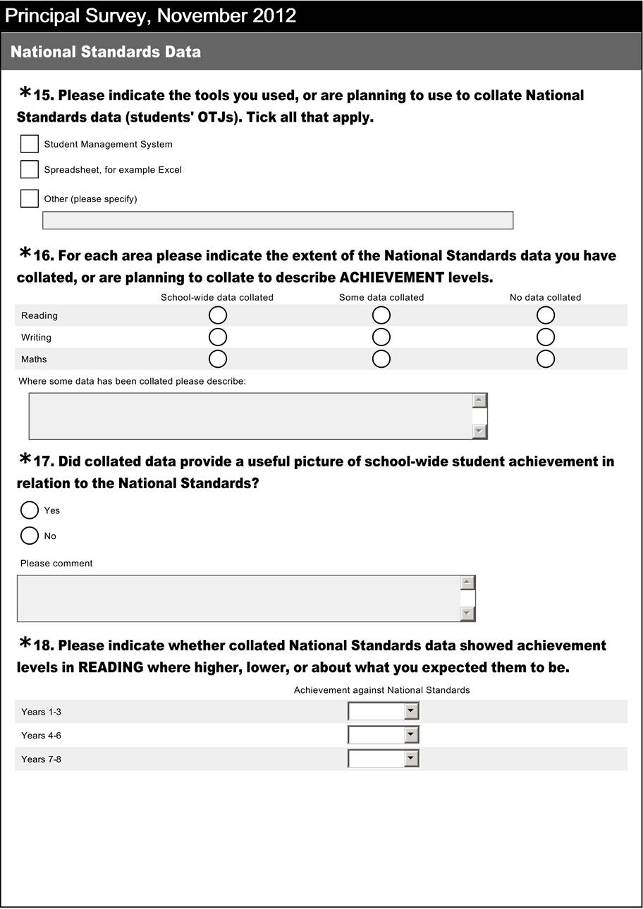 Principal Survey, November 2012
National Standards Data
*15. Please indicate the tools you used, or are planning to use to collate National
Standards data (students' OTJs). Tick all that apply.
Student Management System
Spreadsheet, for example Excel
Other (please specify)
*16. For each area please indicate the extent of the National Standards data you have
collated, or are planning to collate to describe ACHIEVEMENT levels.
School-wide data collated Some data collated No data collated
Reading
Writing
Maths
Where some data has been collated please describe:
*17. Did collated data provide a useful picture of school-wide student achievement in
relation to the National Standards?
Yes
No
Please comment
*18. Please indicate whether collated National Standards data showed achievement
levels in READING where higher, lower, or about what you expected them to be.
Achievement against National Standards
Years 1-3
Years 4-6
Years 7-8